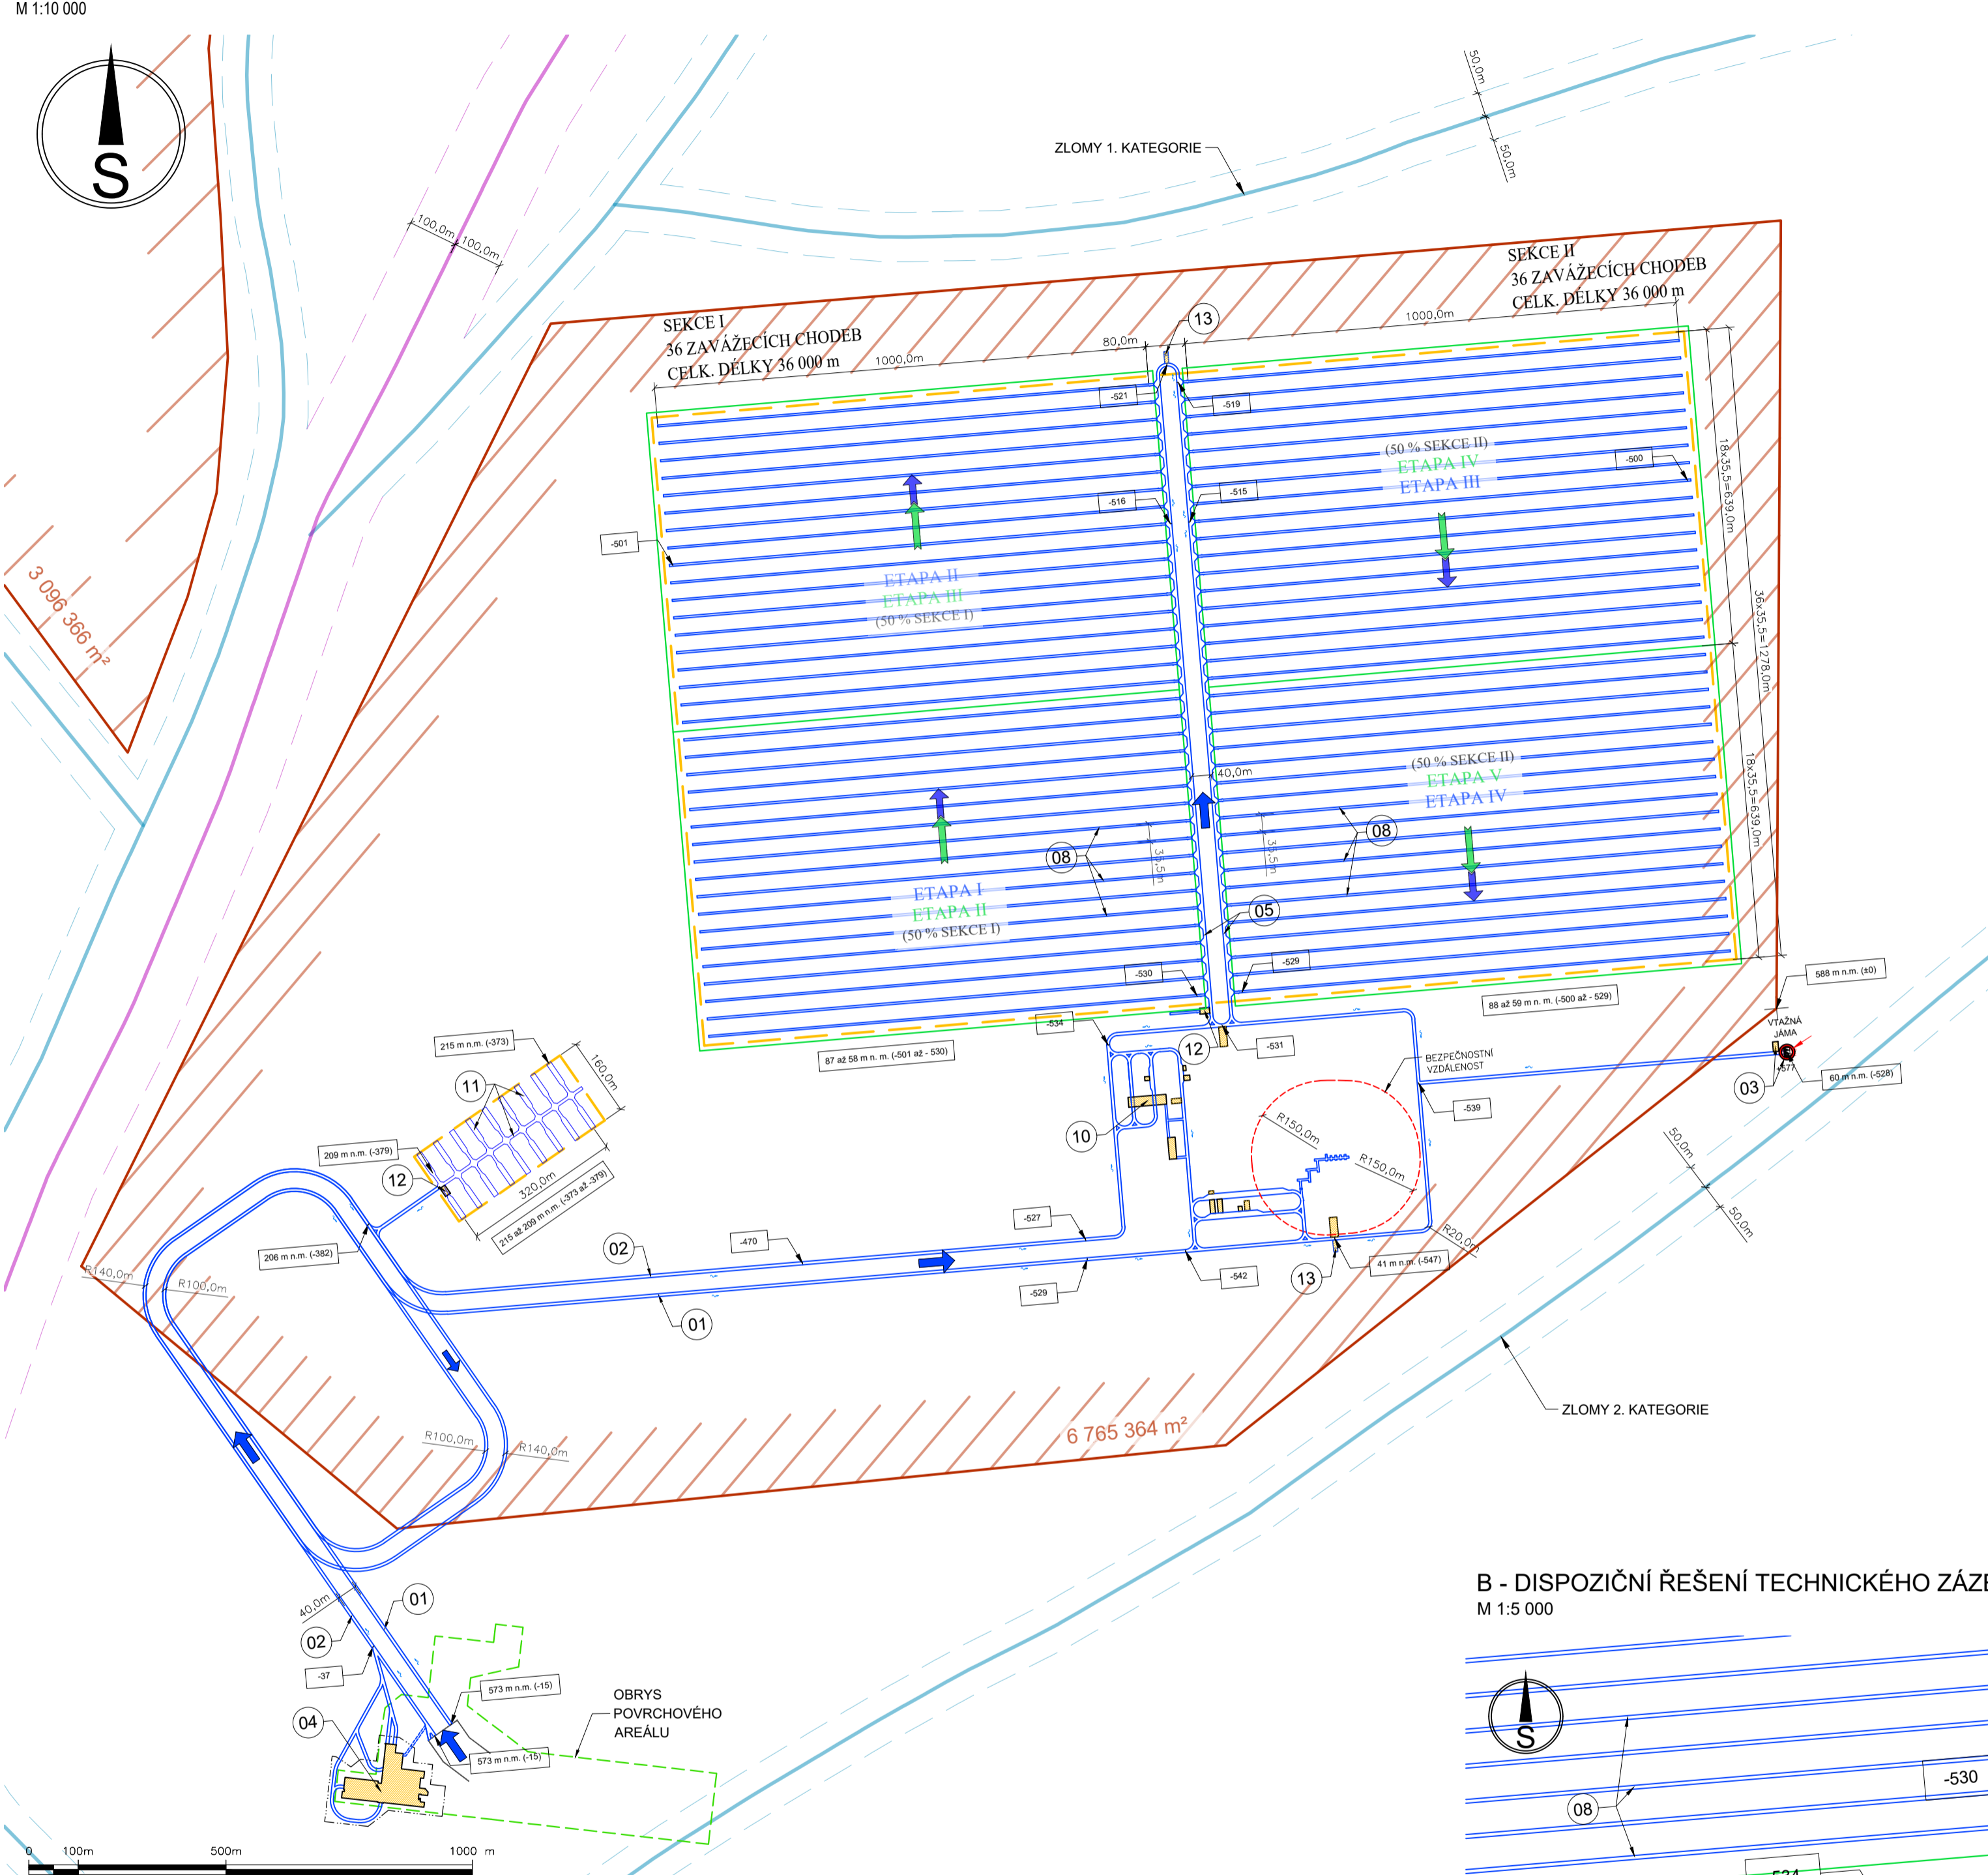 M 1:10 000
S
50,0m
50,0m
ZLOMY 1. KATEGORIE
100,0m
100,0m
SEKCE II
36 ZAVÁŽECÍCH CHODEB
CELK. DÉLKY 36 000 m
1000,0m
SEKCE I
36 ZAVÁŽECÍCH CHODEB
CELK. DÉLKY 36 000 m
1000,0m
80,0m
13
-521
-519
(50 % SEKCE II)
ETAPA IV
ETAPA III
-500
18x35,5=639,0m
-516
-515
-501
ETAPA II
ETAPA III
(50 % SEKCE I)
3 096 366 m²
36x35,5=1278,0m
(50 % SEKCE II)
ETAPA V
ETAPA IV
40,0m
18x35,5=639,0m
08
08
35,5m
35,5m
ETAPA I
ETAPA II
(50 % SEKCE I)
05
-530
-529
588 m n.m. (±0)
88 až 59 m n. m. (-500 až - 529)
VTAŽNÁ
JÁMA
-534
12
-531
87 až 58 m n. m. (-501 až - 530)
215 m n.m. (-373)
160,0m
11
BEZPEČNOSTNÍ
VZDÁLENOST
-577
03
60 m n.m. (-528)
-539
10
R150,0m
R150,0m
209 m n.m. (-379)
12
320,0m
215 až 209 m n.m. (-373 až -379)
50,0m
50,0m
206 m n.m. (-382)
02
-470
-527
R20,0m
41 m n.m. (-547)
13
-542
-529
01
R140,0m
R100,0m
ZLOMY 2. KATEGORIE
6 765 364 m²
R100,0m
R140,0m
40,0m
01
02
-37
573 m n.m. (-15)
OBRYS
POVRCHOVÉHO
AREÁLU
04
573 m n.m. (-15)
0 100m 500m 1000 m
B - DISPOZIČNÍ ŘEŠENÍ TECHNICKÉHO ZÁZE
M 1:5 000
S
08
-530
-534